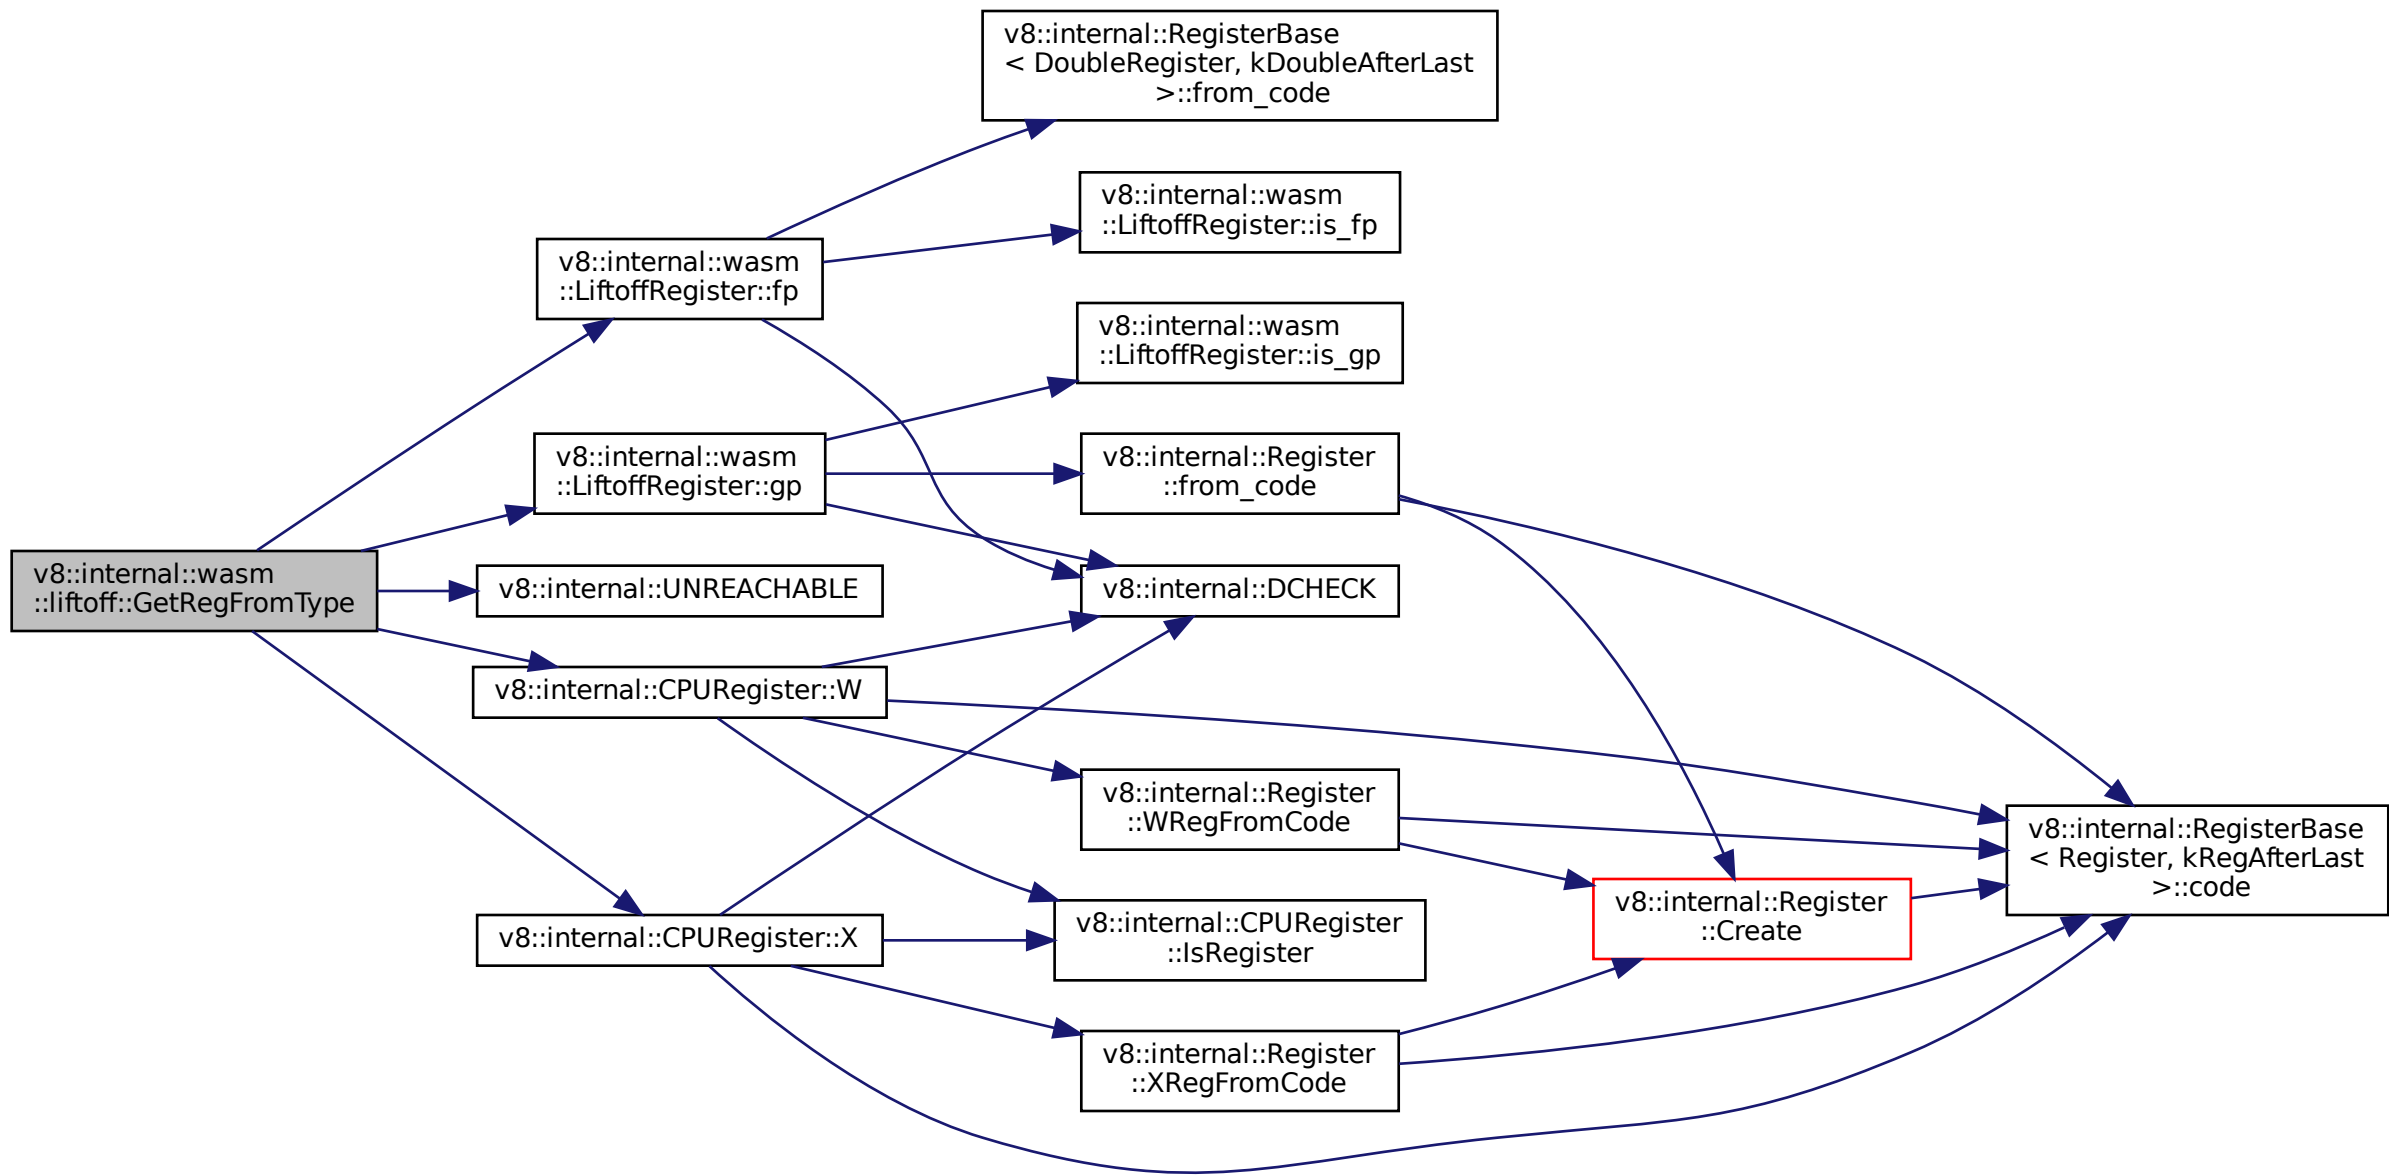 v8::internal::RegisterBase
< DoubleRegister, kDoubleAfterLast
>::from_code
v8::internal::wasm
::LiftoffRegister::is_fp
v8::internal::wasm
::LiftoffRegister::fp
v8::internal::wasm
::LiftoffRegister::is_gp
v8::internal::wasm
::LiftoffRegister::gp
v8::internal::Register
::from_code
v8::internal::wasm
::liftoff::GetRegFromType
v8::internal::UNREACHABLE
v8::internal::DCHECK
v8::internal::CPURegister::W
v8::internal::Register
::WRegFromCode
v8::internal::RegisterBase
< Register, kRegAfterLast
>::code
v8::internal::Register
::Create
v8::internal::CPURegister::X
v8::internal::CPURegister
::IsRegister
v8::internal::Register
::XRegFromCode